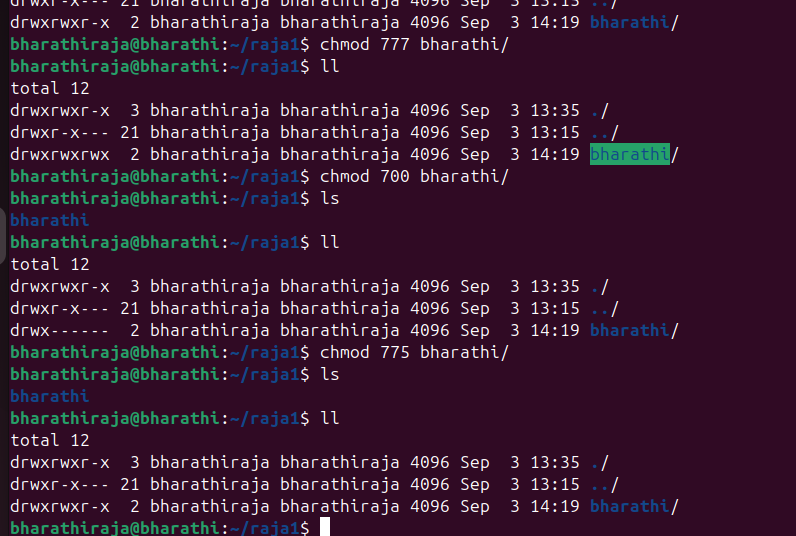 drwxr-x--- 21 bharathiraja bharathiraja 4096 Sep  3 13:15 ../
drwxrwxr-x  2 bharathiraja bharathiraja 4096 Sep  3 14:19 bharathi/
bharathiraja@bharathi:~/raja1$ chmod 777 bharathi/
bharathiraja@bharathi:~/raja1$ ll
total 12
drwxrwxr-x  3 bharathiraja bharathiraja 4096 Sep  3 13:35 ./
drwxr-x--- 21 bharathiraja bharathiraja 4096 Sep  3 13:15 ../
drwxrwxrwx  2 bharathiraja bharathiraja 4096 Sep  3 14:19 bharathi/
bharathiraja@bharathi:~/raja1$ chmod 700 bharathi/
bharathiraja@bharathi:~/raja1$ ls
bharathi
bharathiraja@bharathi:~/raja1$ ll
total 12
drwxrwxr-x  3 bharathiraja bharathiraja 4096 Sep  3 13:35 ./
drwxr-x--- 21 bharathiraja bharathiraja 4096 Sep  3 13:15 ../
drwx------  2 bharathiraja bharathiraja 4096 Sep  3 14:19 bharathi/
bharathiraja@bharathi:~/raja1$ chmod 775 bharathi/
bharathiraja@bharathi:~/raja1$ ls
bharathi
bharathiraja@bharathi:~/raja1$ ll
total 12
drwxrwxr-x  3 bharathiraja bharathiraja 4096 Sep  3 13:35 ./
drwxr-x--- 21 bharathiraja bharathiraja 4096 Sep  3 13:15 ../
drwxrwxr-x  2 bharathiraja bharathiraja 4096 Sep  3 14:19 bharathi/
bharathiraja@bharathi:~/raja1$